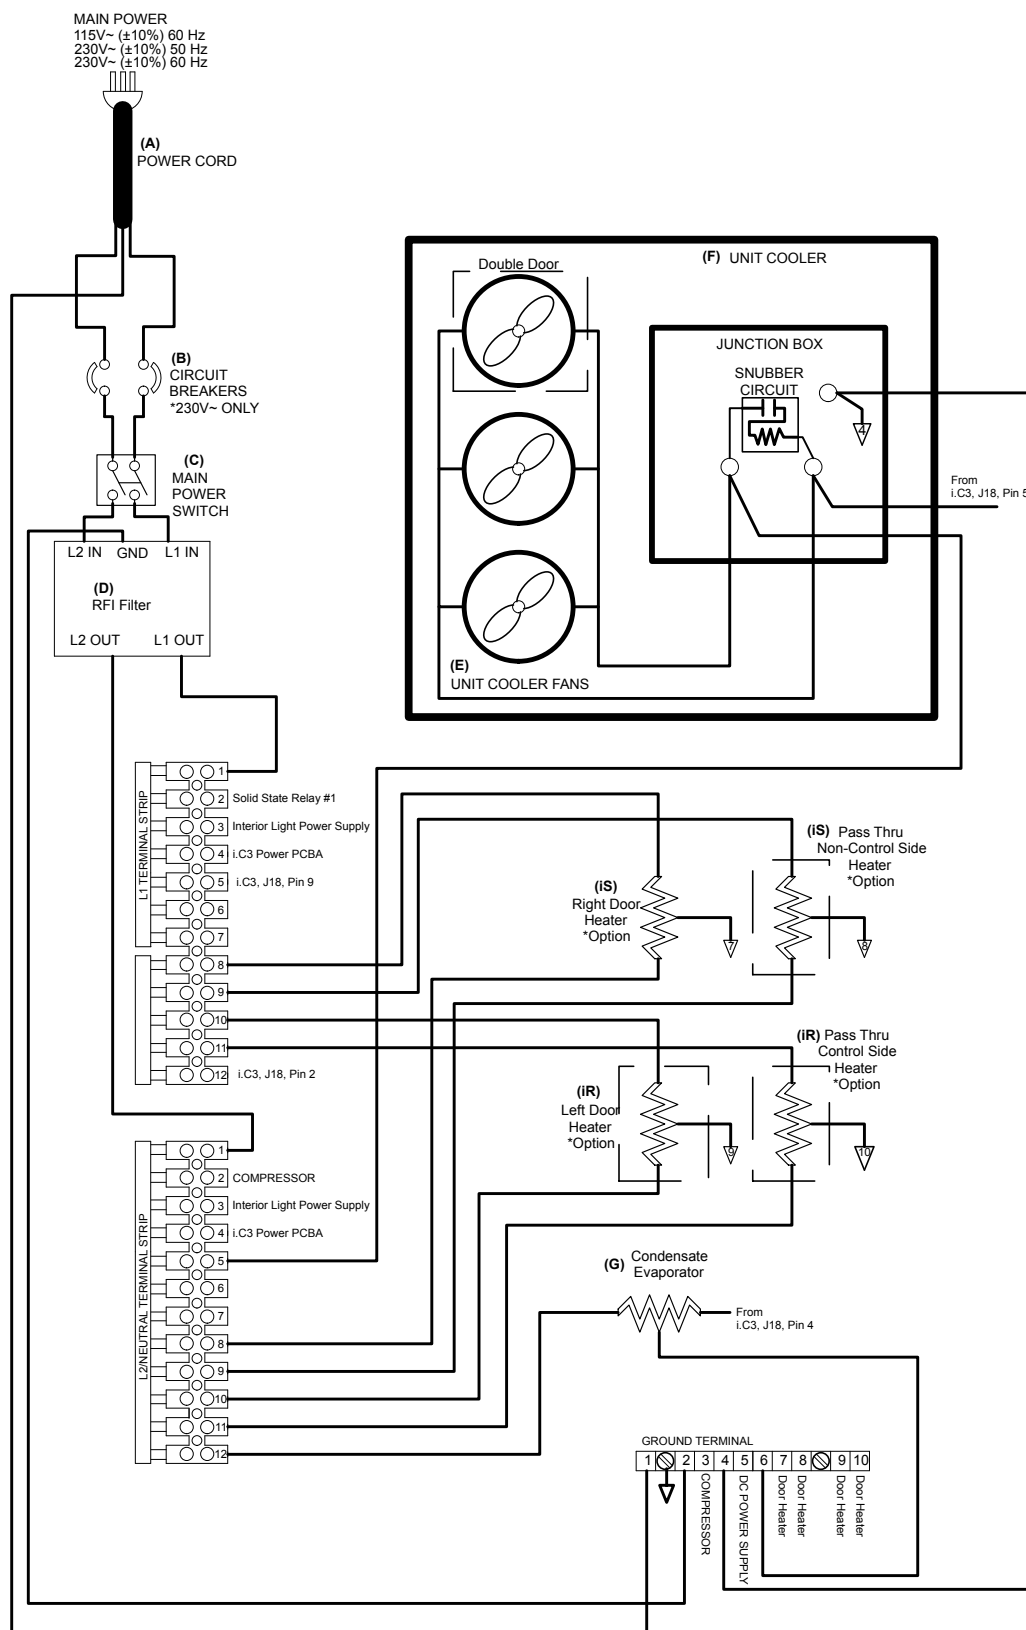 MAIN POWER
115V~ (±10%) 60 Hz
230V~ (±10%) 50 Hz
230V~ (±10%) 60 Hz
(A)
POWER CORD
(B)
CIRCUIT
BREAKERS
*230V~ ONLY
(C)
MAIN
POWER
SWITCH
L2 IN GND L1 IN
(D)
RFI Filter
L2 OUT L1 OUT
(F) UNIT COOLER
Double Door
JUNCTION BOX
SNUBBER
CIRCUIT
4
From
i.C3, J18, Pin 5
(E)
UNIT COOLER FANS
L1 TERMINAL STRIP
1
2 Solid State Relay #1
3 Interior Light Power Supply
4 i.C3 Power PCBA
5 i.C3, J18, Pin 9
6
7
8
9
10
11
12 i.C3, J18, Pin 2
(iS) Pass Thru
Non-Control Side
Heater
*Option
8
(iS)
Right Door
Heater
*Option
7
(iR) Pass Thru
Control Side
Heater
*Option
10
(iR)
Left Door
Heater
*Option
9
L2/NEUTRAL TERMINAL STRIP
1
2 COMPRESSOR
3 Interior Light Power Supply
4 i.C3 Power PCBA
5
6
7
8
9
10
11
12
(G) Condensate
Evaporator
From
i.C3, J18, Pin 4
GROUND TERMINAL
1 2 3 4 5 6 7 8 9 10
COMPRESSOR
DC POWER SUPPLY
Door Heater
Door Heater
Door Heater
Door Heater